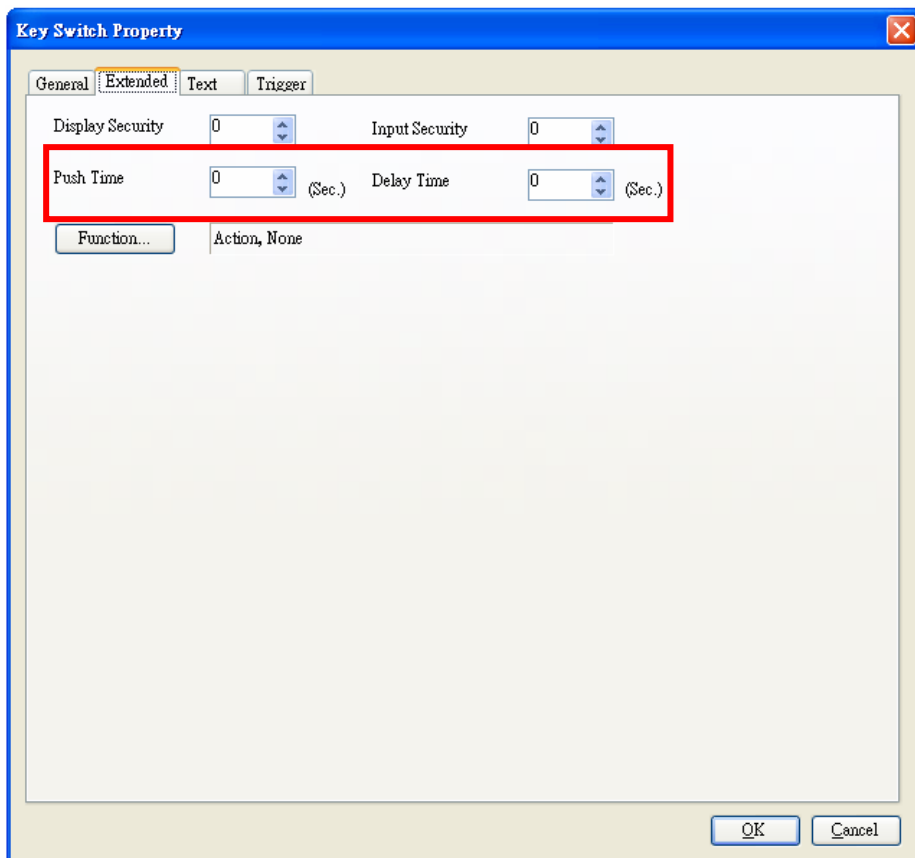 Key Switch Property
General Extended Text Trigger
Display Security 0 Input Security 0
Push Time 0 (Sec.) Delay Time 0 (Sec.)
Function... Action, None
OK Cancel